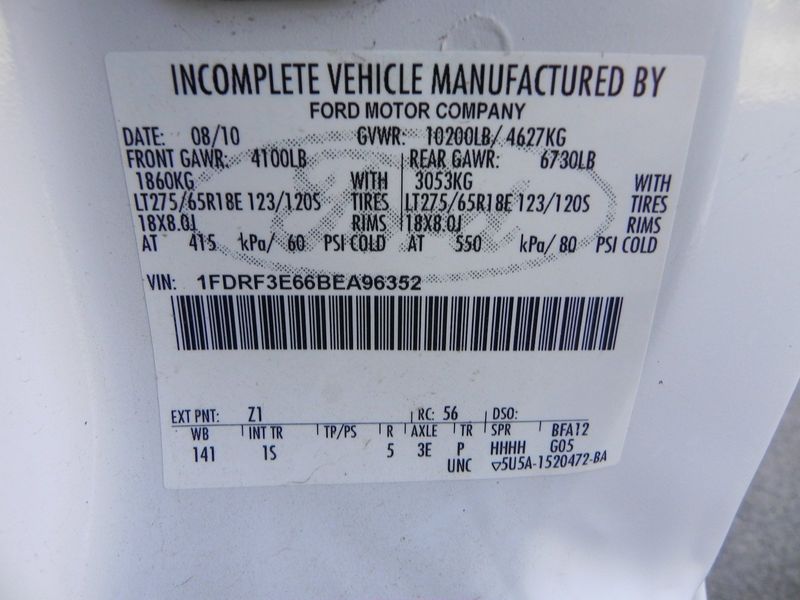 INCOMPLETE VEHICLE MANUFACTURED BY
FORD MOTOR COMPANY
DATE: 08/10 GVWR: 10200LB/ 4627KG
FRONT GAWR: 4100LB REAR GAWR: 6730LB
1860KG WITH 3053KG WITH
LT275/65R18E 123/120S TIRES LT275/65R18E 123/120S TIRES
18X8.0J RIMS 18X8.0J RIMS
AT 415 kPa/ 60 PSI COLD AT 550 kPa/ 80 PSI COLD
VIN: 1FDRF3E66BEA96352
EXT PNT: Z1 RC: 56 DSO:
WB INT TR TP/PS R AXLE TR SPR BFA12
141 1S 5 3E P HHHH G05
UNC ▽5U5A-1520472-BA